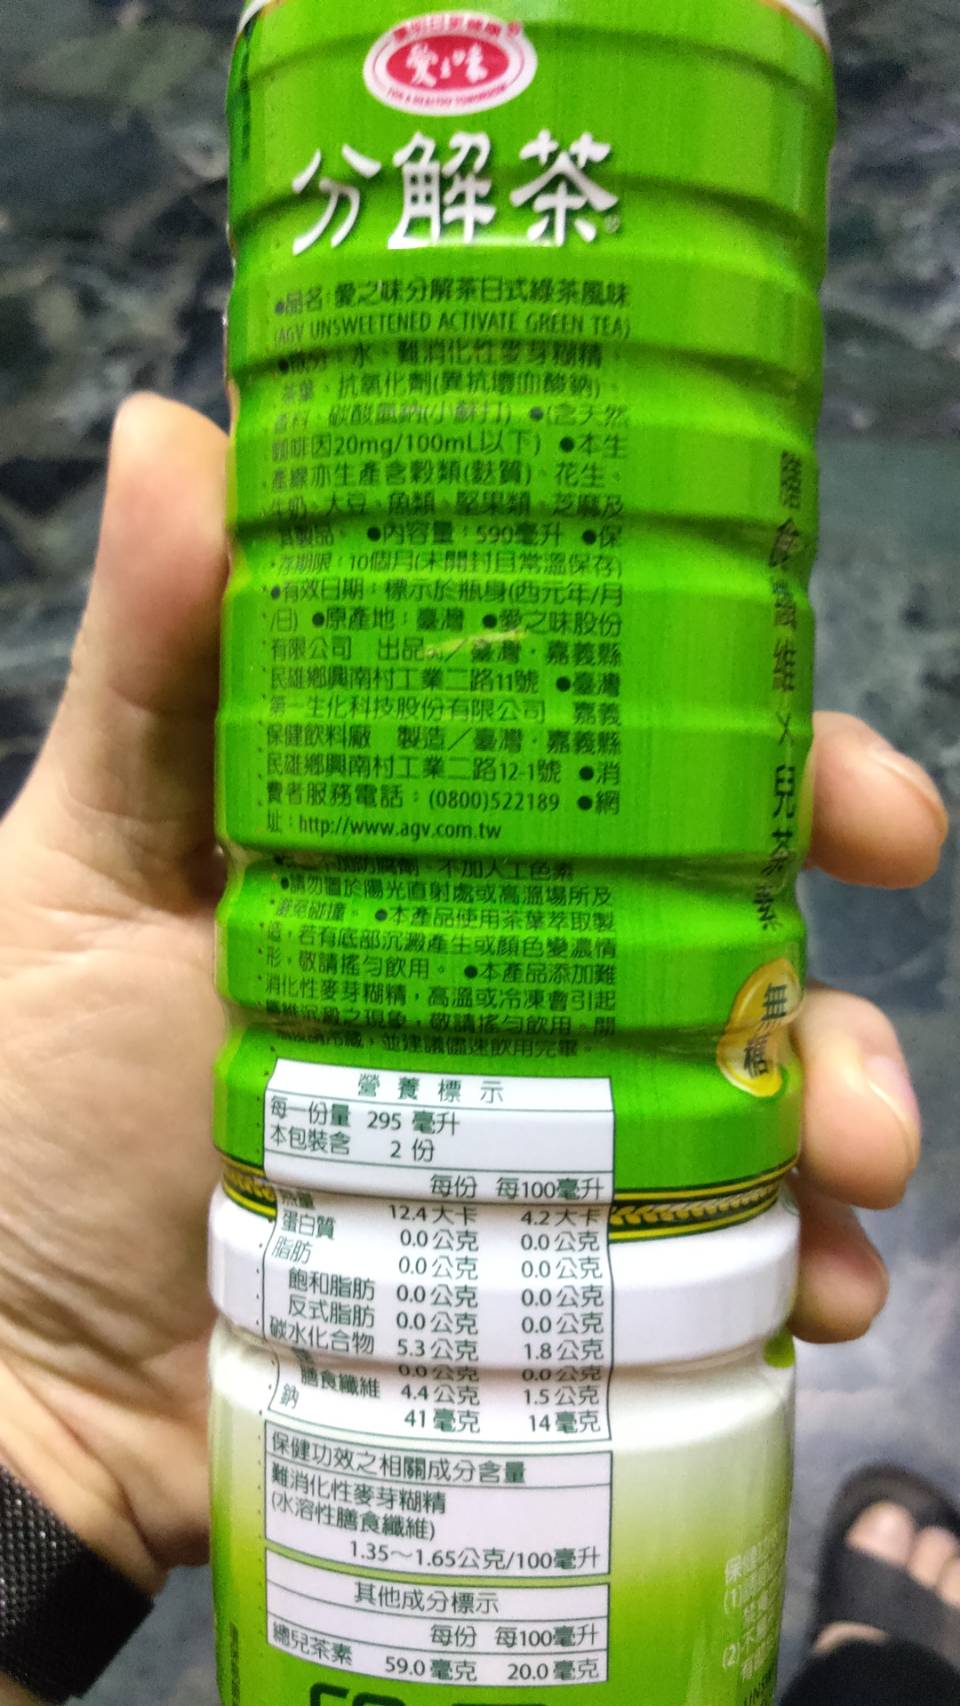 愛之味
分解茶
●品名：愛之味分解茶日式綠茶風味
(AGV UNSWEETENED ACTIVATE GREEN TEA)
●成分：水、難消化性麥芽糊精、
茶葉、抗氧化劑(異抗壞血酸鈉)、
香料、碳酸氫鈉(小蘇打) ●(含天然
咖啡因20mg/100mL以下) ●本生
產線亦生產含穀類(麩質)、花生、
牛奶、大豆、魚類、堅果類、芝麻及
其製品。 ●內容量：590毫升 ●保
存期限：10個月(未開封且常溫保存)
●有效日期：標示於瓶身(西元年/月
/日) ●原產地：臺灣 ●愛之味股份
有限公司 出品／臺灣．嘉義縣
民雄鄉興南村工業二路11號 ●臺灣
第一生化科技股份有限公司 嘉義
保健飲料廠 製造／臺灣．嘉義縣
民雄鄉興南村工業二路12-1號 ●消
費者服務電話：(0800)522189 ●網
址：http://www.agv.com.tw
不加防腐劑 不加人工色素
●請勿置於陽光直射處或高溫場所及
避免碰撞。 ●本產品使用茶葉萃取製
造，若有底部沉澱產生或顏色變濃情
形，敬請搖勻飲用。 ●本產品添加難
消化性麥芽糊精，高溫或冷凍會引起
纖維沉澱之現象，敬請搖勻飲用。開
冷藏，並建議儘速飲用完畢。
營養標示
每一份量 295 毫升
本包裝含 2 份
每份 每100毫升
熱量 12.4 大卡 4.2 大卡
蛋白質 0.0 公克 0.0 公克
脂肪 0.0 公克 0.0 公克
飽和脂肪 0.0 公克 0.0 公克
反式脂肪 0.0 公克 0.0 公克
碳水化合物 5.3 公克 1.8 公克
糖 0.0 公克 0.0 公克
膳食纖維 4.4 公克 1.5 公克
鈉 41 毫克 14 毫克
保健功效之相關成分含量
難消化性麥芽糊精
(水溶性膳食纖維)
1.35～1.65公克/100毫升
其他成分標示
每份 每100毫升
總兒茶素 59.0 毫克 20.0 毫克
膳食纖維×兒茶素
無糖